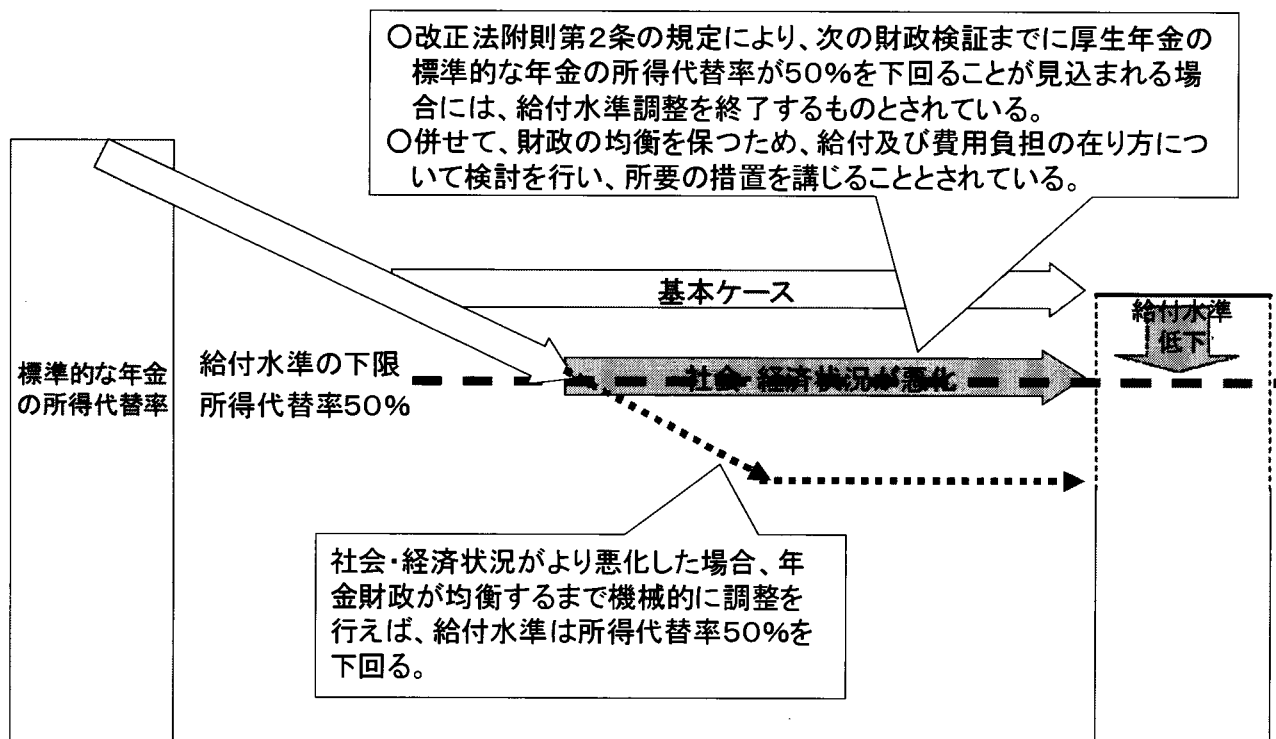 ○改正法附則第2条の規定により、次の財政検証までに厚生年金の
標準的な年金の所得代替率が50%を下回ることが見込まれる場
合には、給付水準調整を終了するものとされている。
○併せて、財政の均衡を保つため、給付及び費用負担の在り方につ
いて検討を行い、所要の措置を講じることとされている。
基本ケース
給付水準
低下
標準的な年金
の所得代替率
給付水準の下限
所得代替率50%
社会・経済状況が悪化
社会・経済状況がより悪化した場合、年
金財政が均衡するまで機械的に調整を
行えば、給付水準は所得代替率50%を
下回る。